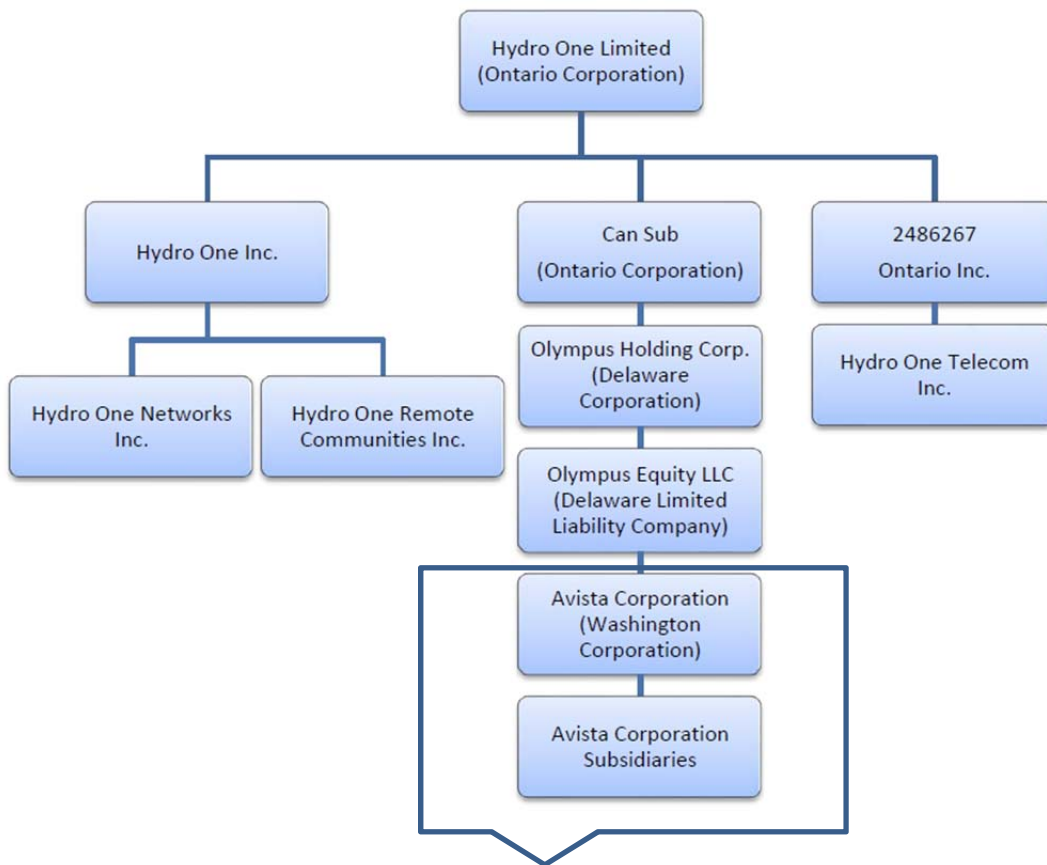 Hydro One Limited
(Ontario Corporation)
Hydro One Inc.
Can Sub
(Ontario Corporation)
2486267
Ontario Inc.
Hydro One Networks
Inc.
Hydro One Remote
Communities Inc.
Olympus Holding Corp.
(Delaware
Corporation)
Hydro One Telecom
Inc.
Olympus Equity LLC
(Delaware Limited
Liability Company)
Avista Corporation
(Washington
Corporation)
Avista Corporation
Subsidiaries